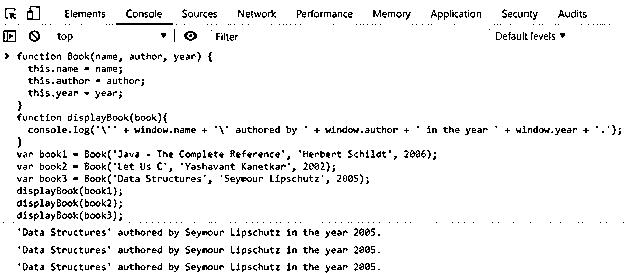 Elements Console Sources Network Performance Memory Application Security Audits
top ▼ Filter Default levels ▼
> function Book(name, author, year) {
this.name = name;
this.author = author;
this.year = year;
}
function displayBook(book){
console.log('\'' + window.name + '\' authored by ' + window.author + ' in the year ' + window.year + '.');
}
var book1 = Book('Java - The Complete Reference', 'Herbert Schildt', 2006);
var book2 = Book('Let Us C', 'Yashavant Kanetkar', 2002);
var book3 = Book('Data Structures', 'Seymour Lipschutz', 2005);
displayBook(book1);
displayBook(book2);
displayBook(book3);
'Data Structures' authored by Seymour Lipschutz in the year 2005.
'Data Structures' authored by Seymour Lipschutz in the year 2005.
'Data Structures' authored by Seymour Lipschutz in the year 2005.